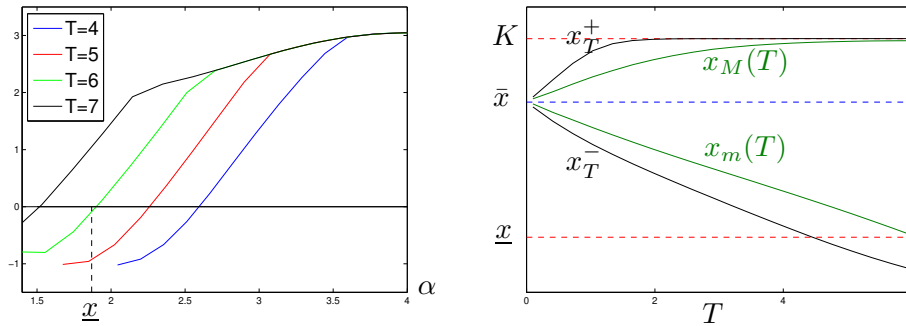 T=4
T=5
T=6
T=7
3
2
1
0
−1
1.5
2
2.5
3
3.5
4
x
α
K
x̄
x
x_T^+
x_M(T)
x_m(T)
x_T^-
0
2
4
T